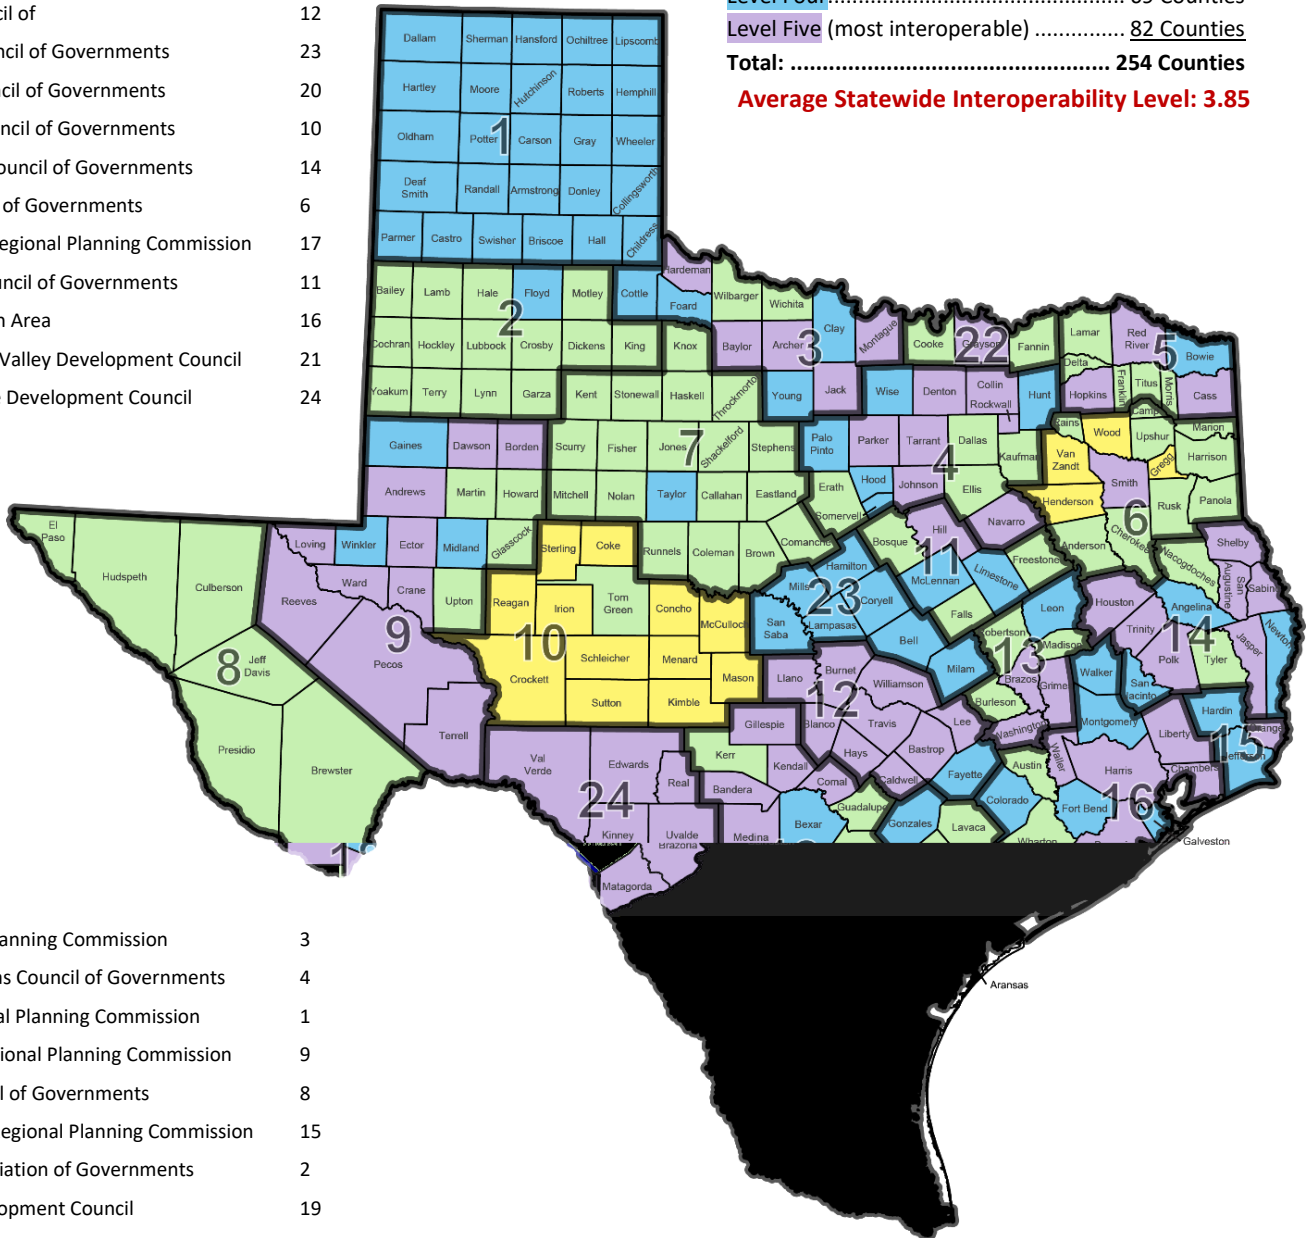 cil of 12
ncil of Governments 23
cil of Governments 20
uncil of Governments 10
ouncil of Governments 14
of Governments 6
egional Planning Commission 17
uncil of Governments 11
n Area 16
Valley Development Council 21
e Development Council 24
Level Five (most interoperable) ............... 82 Counties
Total: .................................................. 254 Counties
Average Statewide Interoperability Level: 3.85
Dallam Sherman Hansford Ochiltree Lipscomb
Hartley Moore Hutchinson Roberts Hemphill
1
Oldham Potter Carson Gray Wheeler
Deaf Smith Randall Armstrong Donley Collingsworth
Parmer Castro Swisher Briscoe Hall Childress
Bailey Lamb Hale Floyd Motley Cottle Hardeman Foard Wilbarger Wichita Clay
2
Cochran Hockley Lubbock Crosby Dickens King Knox Baylor Archer 3 Montague Cooke Grayson 22 Fannin Lamar Red River 5 Bowie
Delta Hopkins Franklin Titus Morris Cass
Yoakum Terry Lynn Garza Kent Stonewall Haskell Throckmorto Young Jack Wise Denton Collin Rockwall Hunt
Camp
Gaines Dawson Borden Scurry Fisher Jones 7 Shackelford Stephens Palo Pinto Parker Tarrant Dallas Kaufman Rains Wood Upshur Marion
4
Van Zandt Gregg Harrison
Andrews Martin Howard Mitchell Nolan Taylor Callahan Eastland Erath Hood Johnson Ellis Henderson Smith Rusk Panola
6
Somervell
El Paso Hudspeth Culberson
Loving Winkler Ector Midland Glasscock Sterling Coke Runnels Coleman Brown Comanche Bosque Hill Navarro Freestone Anderson Cherokee Nacogdoches Shelby
11
Ward Crane Upton Reagan Irion Tom Green Concho McCulloch Mills Hamilton Coryell McLennan Limestone Falls Leon Houston Angelina San Augustine Sabin
23
Reeves 9 Pecos
San Saba Lampasas Bell Milam Robertson Madison Trinity 14 Polk Tyler Jasper Newton
10
13
8 Jeff Davis
Crockett Schleicher Menard Mason Llano Burnet Williamson Brazos Grime Walker San Jacinto
Sutton Kimble 12 Burleson Hardin
Presidio Brewster Terrell
Val Verde Edwards Real Kerr Gillespie Blanco Travis Hays Bastrop Lee Washington Montgomery Liberty Orange
15
Jefferson
24
Kinney Uvalde Bandera Kendall Comal Caldwell Fayette Austin Waller Harris Chambers
Medina Bexar Guadalupe Gonzales Lavaca Colorado Fort Bend 16
Wharton Galveston
Brazoria
Matagorda
Aransas
lanning Commission 3
as Council of Governments 4
al Planning Commission 1
gional Planning Commission 9
il of Governments 8
egional Planning Commission 15
iation of Governments 2
opment Council 19